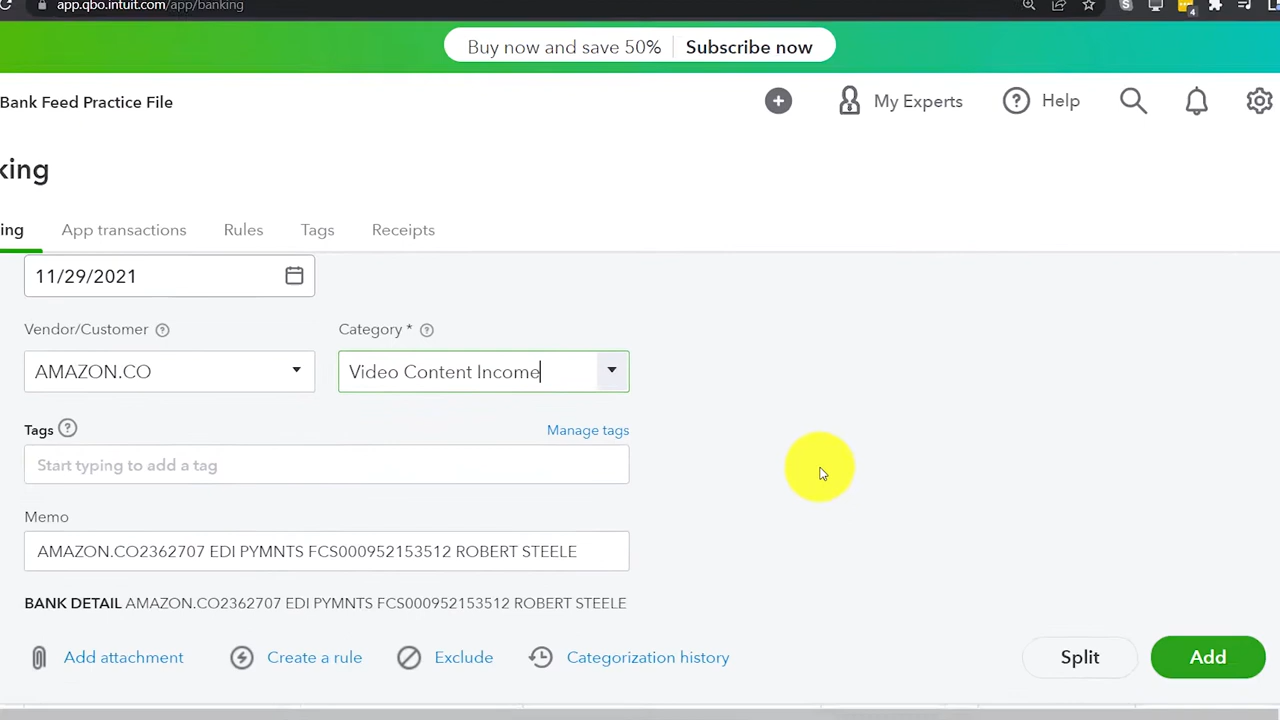 app.qbo.intuit.com/app/banking
4
Buy now and save 50% Subscribe now
Bank Feed Practice File
My Experts
? Help
king
ing
App transactions
Rules
Tags
Receipts
11/29/2021
Vendor/Customer ?
Category * ?
AMAZON.CO
Video Content Income
Tags ?
Manage tags
Start typing to add a tag
Memo
AMAZON.CO2362707 EDI PYMNTS FCS000952153512 ROBERT STEELE
BANK DETAIL AMAZON.CO2362707 EDI PYMNTS FCS000952153512 ROBERT STEELE
Add attachment
Create a rule
Exclude
Categorization history
Split
Add